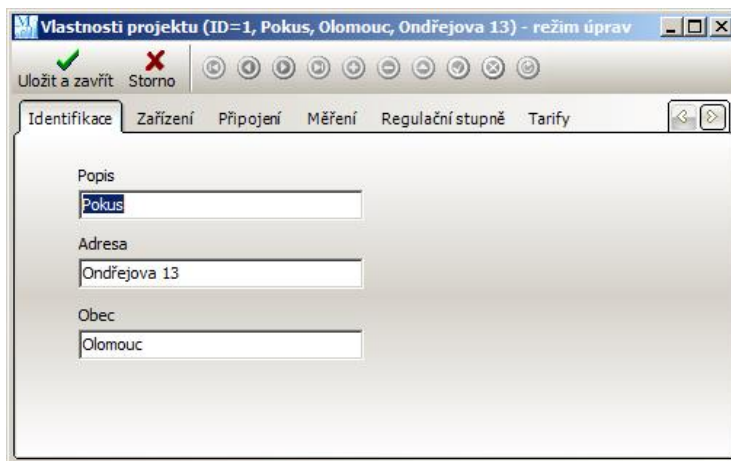 Vlastnosti projektu (ID=1, Pokus, Olomouc, Ondřejova 13) - režim úprav
Uložit a zavřít Storno
Identifikace Zařízení Připojení Měření Regulační stupně Tarify
Popis
Pokus
Adresa
Ondřejova 13
Obec
Olomouc